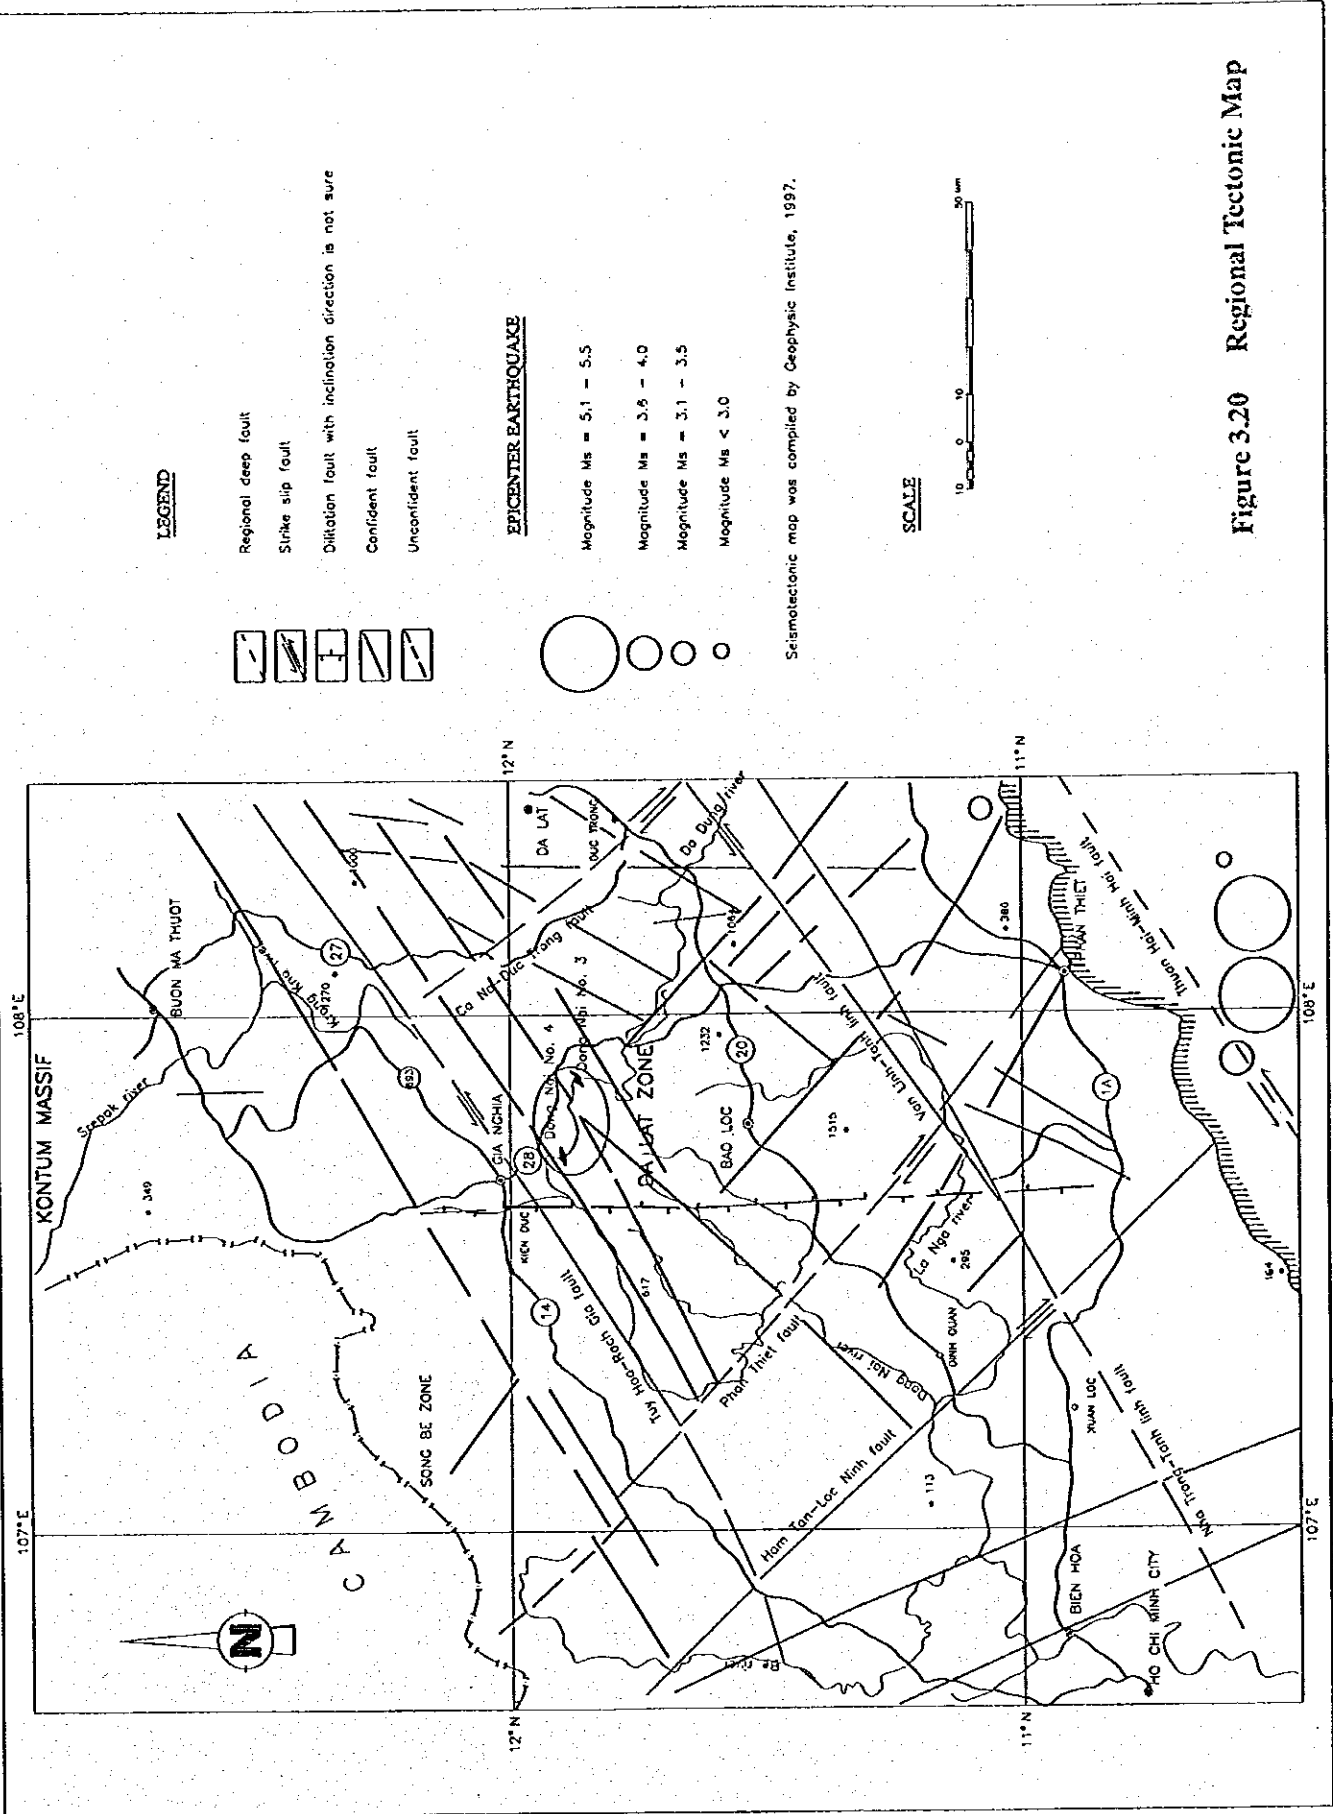 KONTUM MASSIF
107°E
108°E
N
CAMBODIA
SONG BE ZONE
Srepok river
349
BUON MA THUOT
27
1270
1000
693
GIA NGHIA
28
KIEN DUC
14
12°N
12°N
DA LAT
DUC TRONG
Ca Na-Duc Trong fault
Dong Nai No. 4
Dong Nai No. 3
DA LAT ZONE
Da Dung river
Tuy Hoa-Rach Gia fault
617
Phan Thiet fault
1232
20
BAO LOC
1515
Van Linh-Tanh linh fault
Be river
Ham Tan-Loc Ninh fault
Dong Nai river
La Nga river
295
DINH QUAN
113
380
PHAN THIET
11°N
11°N
1A
XUAN LOC
BIEN HOA
HO CHI MINH CITY
Nha Trong-Tanh linh fault
Thuan Hai-Minh Hai fault
164
107°E
108°E
LEGEND
Regional deep fault
Strike slip fault
Dilitation fault with inclination direction is not sure
Confident fault
Unconfident fault
EPICENTER EARTHQUAKE
Magnitude Ms = 5.1 - 5.5
Magnitude Ms = 3.6 - 4.0
Magnitude Ms = 3.1 - 3.5
Magnitude Ms < 3.0
Seismotectonic map was compiled by Geophysic Institute, 1997.
SCALE
10 0 10 50 km
Figure 3.20 Regional Tectonic Map